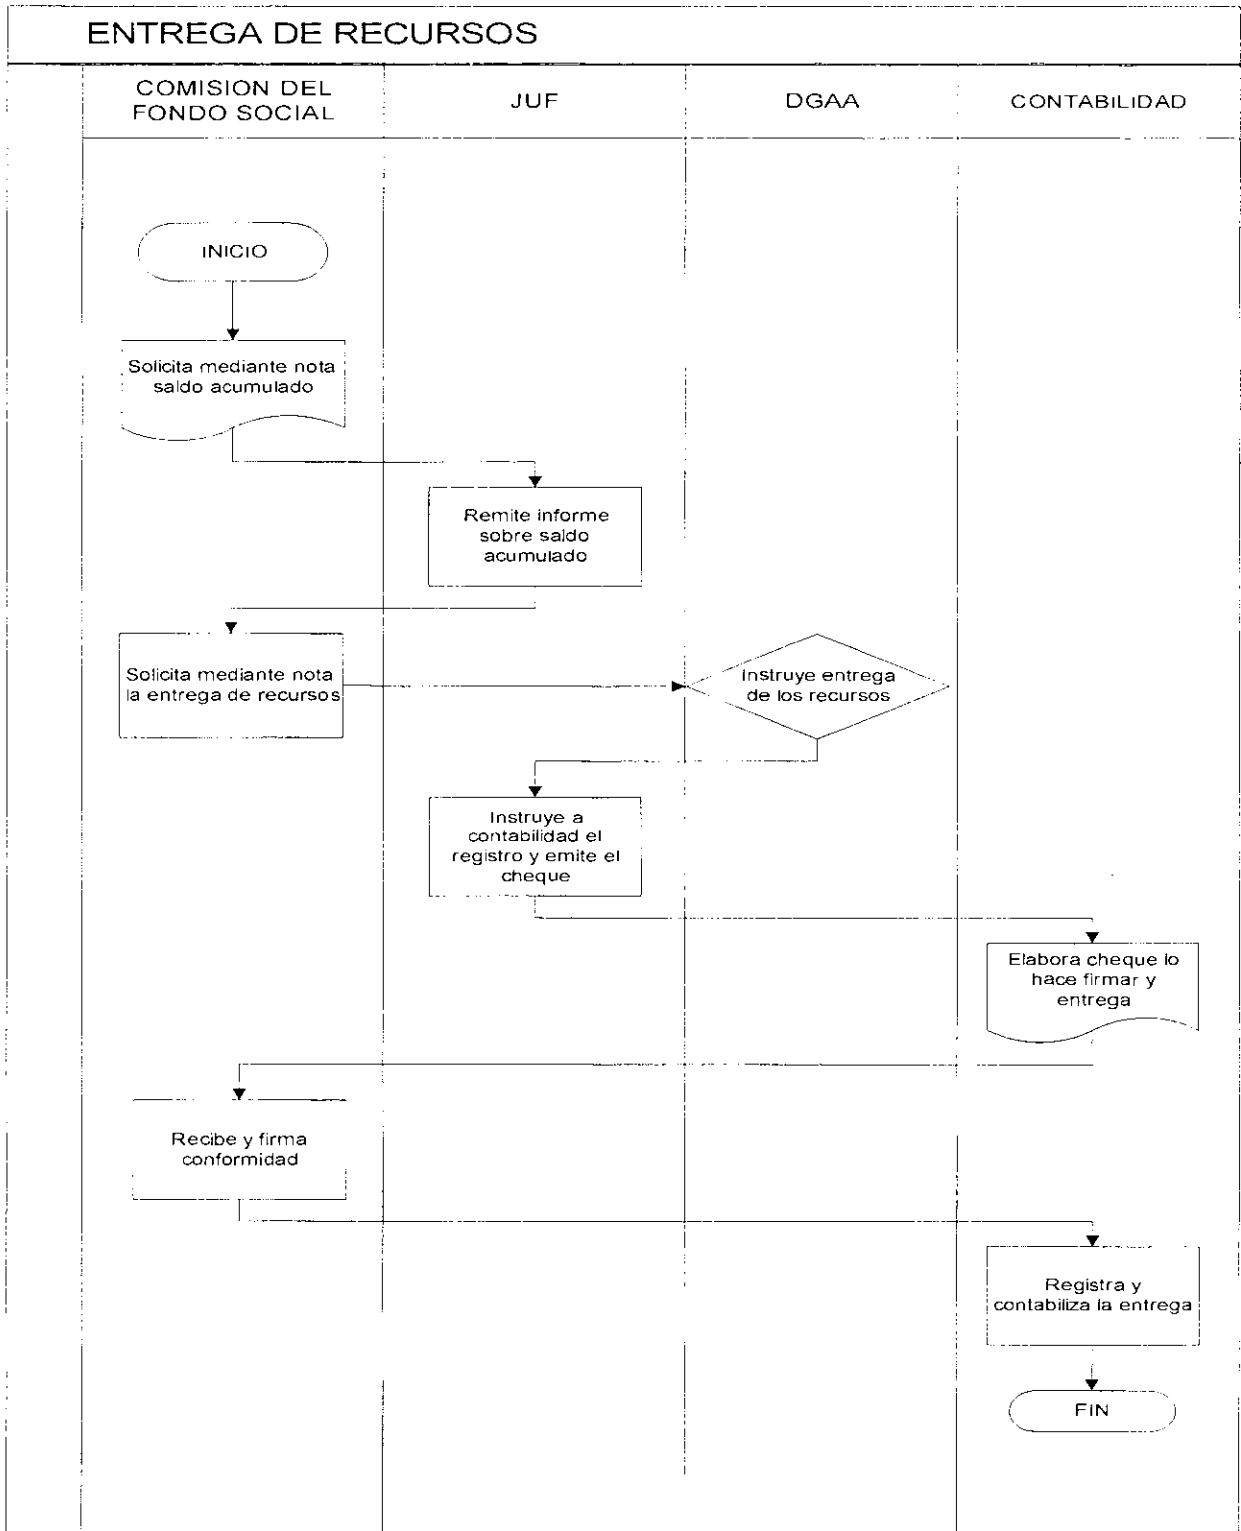 ENTREGA DE RECURSOS
COMISION DEL
FONDO SOCIAL
JUF
DGAA
CONTABILIDAD
INICIO
Solicita mediante nota
saldo acumulado
Remite informe
sobre saldo
acumulado
Solicita mediante nota
la entrega de recursos
Instruye entrega
de los recursos
Instruye a
contabilidad el
registro y emite el
cheque
Elabora cheque lo
hace firmar y
entrega
Recibe y firma
conformidad
Registra y
contabiliza la entrega
FIN